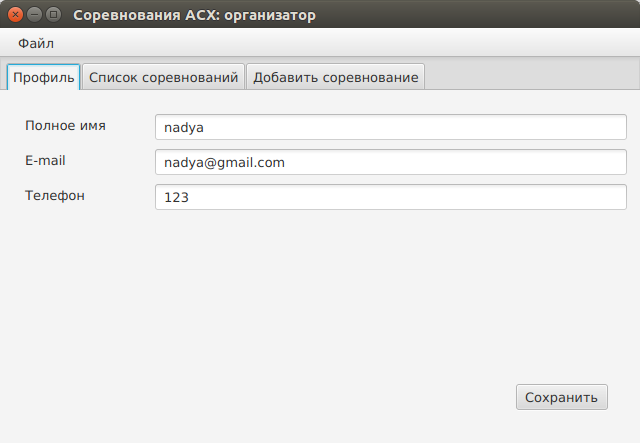 Соревнования АСХ: организатор
Файл
Профиль Список соревнований Добавить соревнование
Полное имя nadya
E-mail nadya@gmail.com
Телефон 123
Сохранить